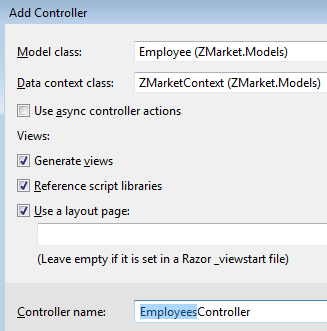 Add Controller
Model class: Employee (ZMarket.Models)
Data context class: ZMarketContext (ZMarket.Models)
Use async controller actions
Views:
Generate views
Reference script libraries
Use a layout page:
(Leave empty if it is set in a Razor _viewstart file)
Controller name: EmployeesController